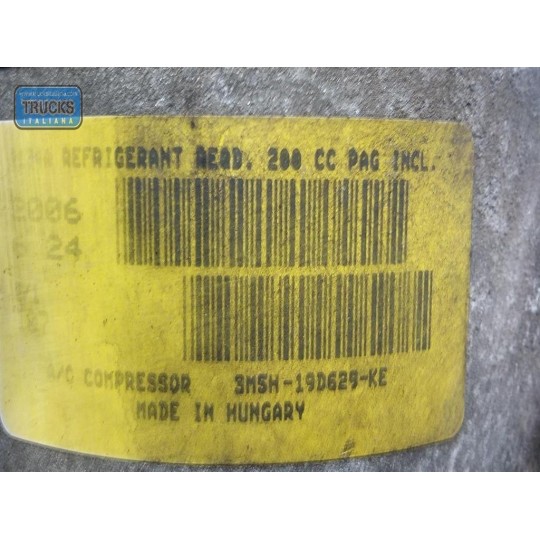 TRUCKS
ITALIANA
REFRIGERANT REQD. 200 CC PAG INCL.
2006
24
A/C COMPRESSOR 3M5H-19D629-KE
MADE IN HUNGARY